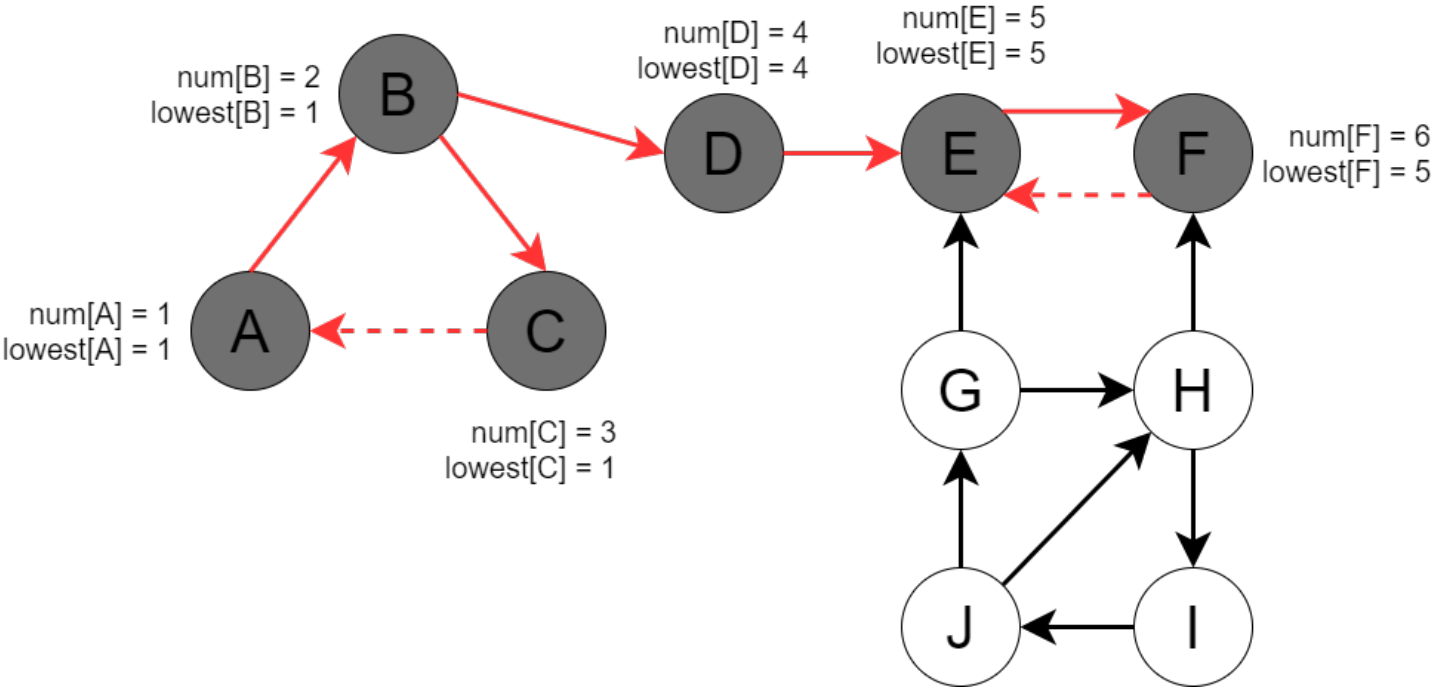 num[E] = 5
lowest[E] = 5
num[D] = 4
lowest[D] = 4
num[B] = 2
lowest[B] = 1
B
D
E
F
num[F] = 6
lowest[F] = 5
num[A] = 1
lowest[A] = 1
A
C
num[C] = 3
lowest[C] = 1
G
H
J
I